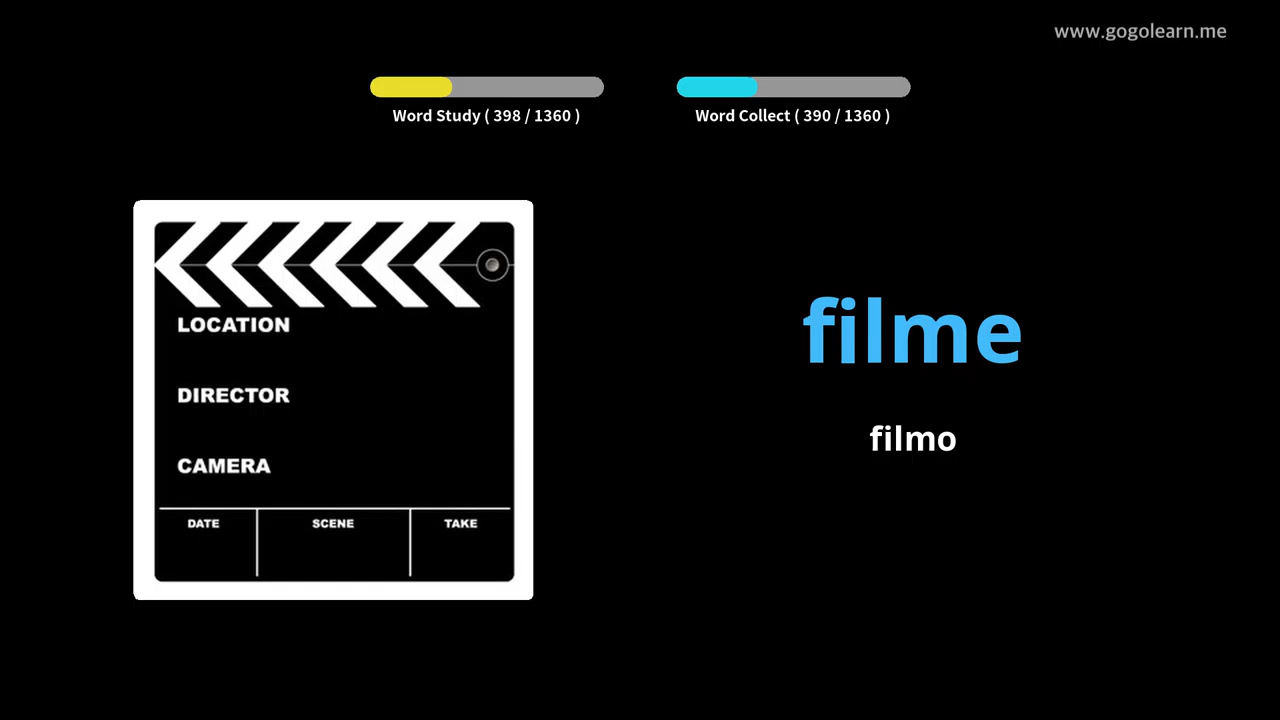 www.gogolearn.me
Word Study ( 398 / 1360 )
Word Collect ( 390 / 1360 )
LOCATION
DIRECTOR
CAMERA
DATE
SCENE
TAKE
filme
filmo